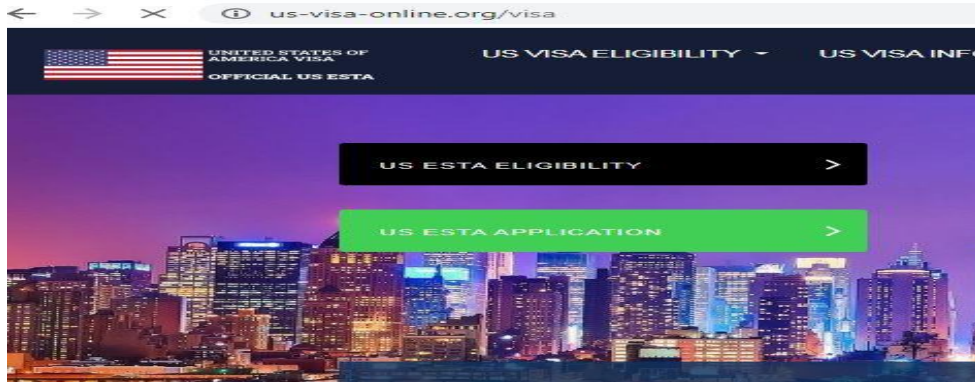 us-visa-online.org/visa
UNITED STATES OF
AMERICA VISA
OFFICIAL US ESTA
US VISA ELIGIBILITY
US VISA INFO
US ESTA ELIGIBILITY
US ESTA APPLICATION